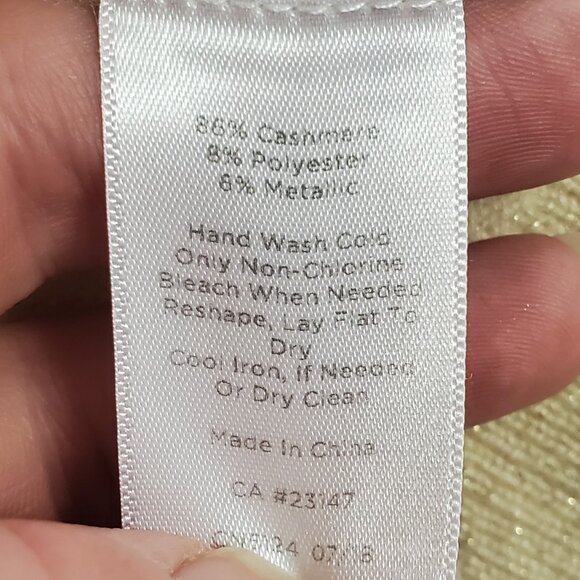 86% Cashmere
8% Polyester
6% Metallic
Hand Wash Cold
Only Non-Chlorine
Bleach When Needed
Reshape, Lay Flat To
Dry
Cool Iron, If Needed
Or Dry Clean
Made In China
CA #23147